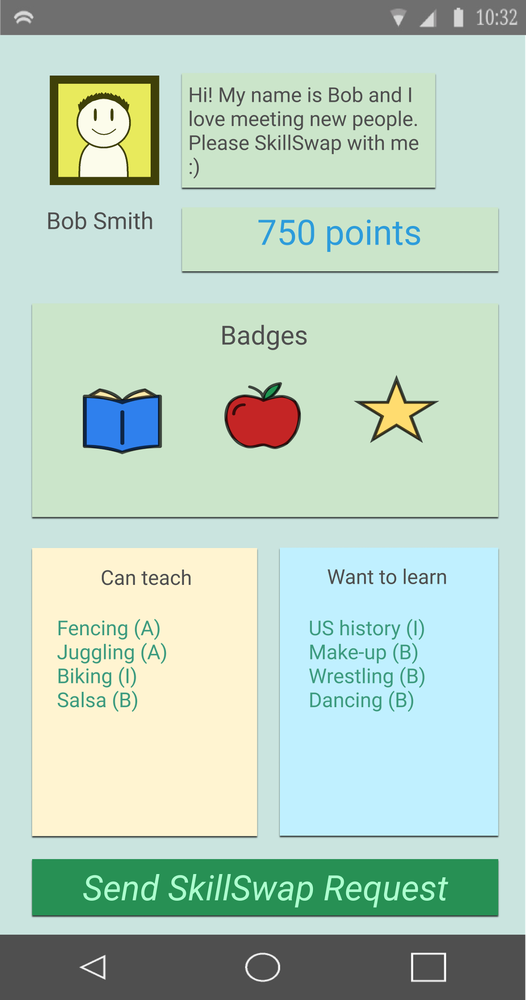 10:32
Hi! My name is Bob and I
love meeting new people.
Please SkillSwap with me
:)
Bob Smith
750 points
Badges
Can teach
Fencing (A)
Juggling (A)
Biking (I)
Salsa (B)
Want to learn
US history (I)
Make-up (B)
Wrestling (B)
Dancing (B)
Send SkillSwap Request